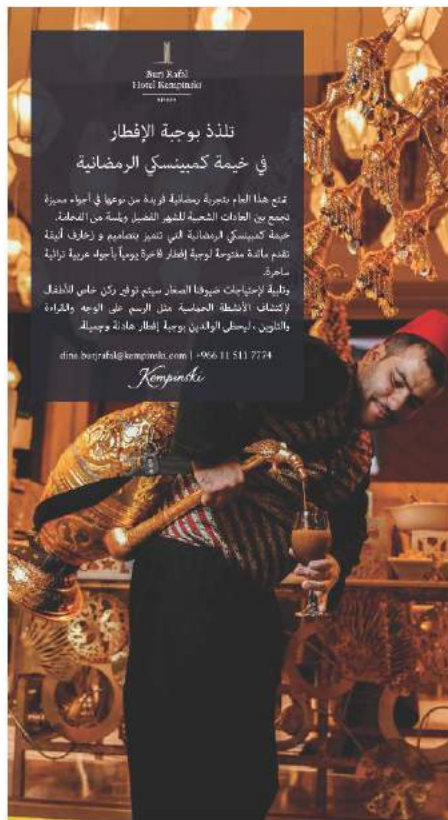 Burj Rafal
Hotel Kempinski
RIYADH
تلذذ بوجبة الإفطار
في خيمة كمبينسكي الرمضانية
تمتع هذا العام بتجربة رمضانية فريدة من نوعها في أجواء مميزة
تجمع بين العادات الشعبية للشهر الفضيل ولمسة من الفخامة.
خيمة كمبينسكي الرمضانية التي تتميز بتصاميم و زخارف أنيقة
تقدم مائدة مفتوحة لوجبة إفطار فاخرة يومياً بأجواء عربية تراثية
ساحرة.
وتلبية لإحتياجات ضيوفنا الصغار سيتم توفير ركن خاص للأطفال
لإكتشاف الأنشطة الحماسية مثل الرسم على الوجه والقراءة
والتلوين ، ليحظى الوالدين بوجبة إفطار هادئة وجميلة.
dine.burjrafal@kempinski.com | +966 11 511 7774
Kempinski